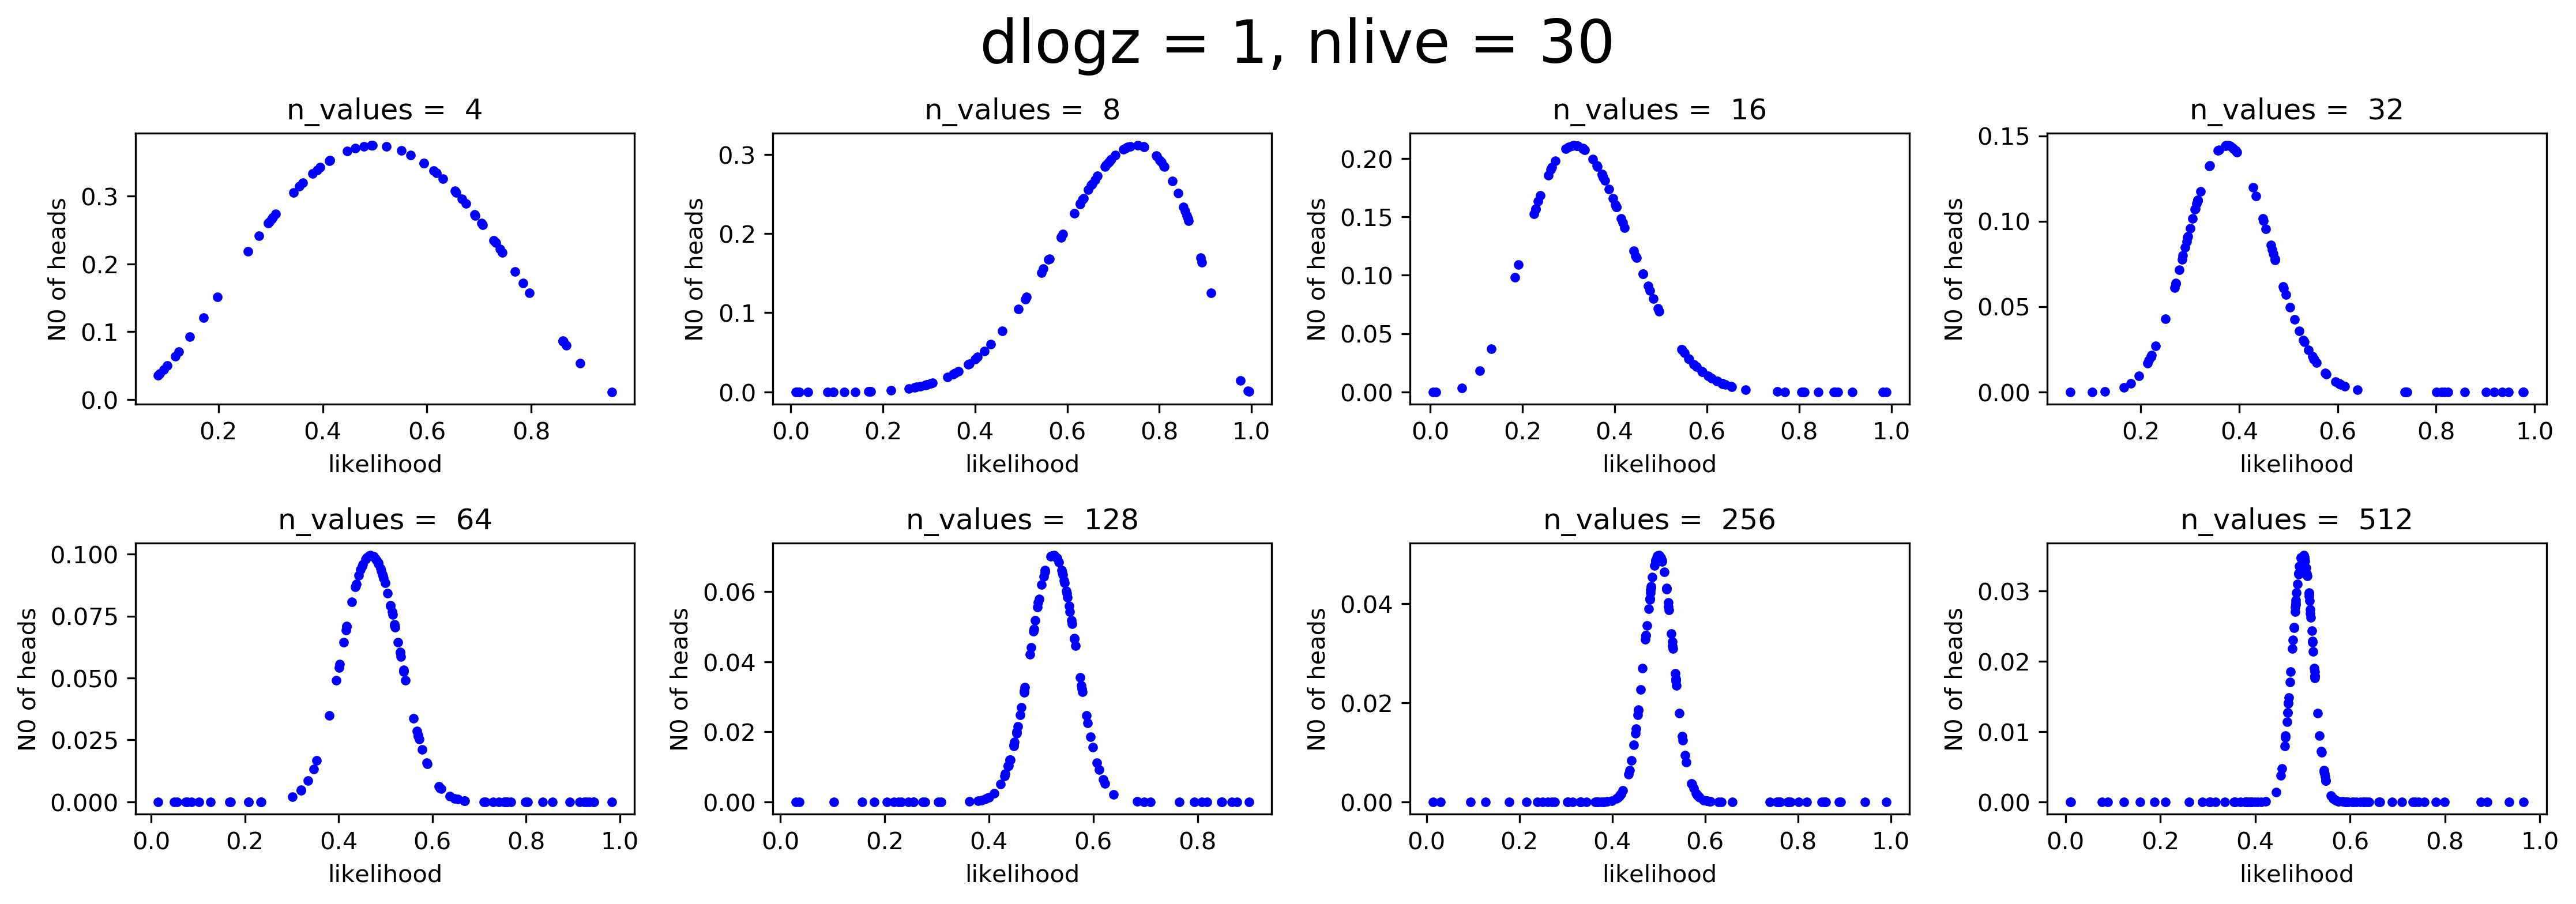 dlogz = 1, nlive = 30
n_values =  4
N0 of heads
0.3
0.2
0.1
0.0
0.2 0.4 0.6 0.8
likelihood
n_values =  8
N0 of heads
0.3
0.2
0.1
0.0
0.0 0.2 0.4 0.6 0.8 1.0
likelihood
n_values =  16
N0 of heads
0.20
0.15
0.10
0.05
0.00
0.0 0.2 0.4 0.6 0.8 1.0
likelihood
n_values =  32
N0 of heads
0.15
0.10
0.05
0.00
0.2 0.4 0.6 0.8 1.0
likelihood
n_values =  64
N0 of heads
0.100
0.075
0.050
0.025
0.000
0.0 0.2 0.4 0.6 0.8 1.0
likelihood
n_values =  128
N0 of heads
0.06
0.04
0.02
0.00
0.0 0.2 0.4 0.6 0.8
likelihood
n_values =  256
N0 of heads
0.04
0.02
0.00
0.0 0.2 0.4 0.6 0.8 1.0
likelihood
n_values =  512
N0 of heads
0.03
0.02
0.01
0.00
0.0 0.2 0.4 0.6 0.8 1.0
likelihood